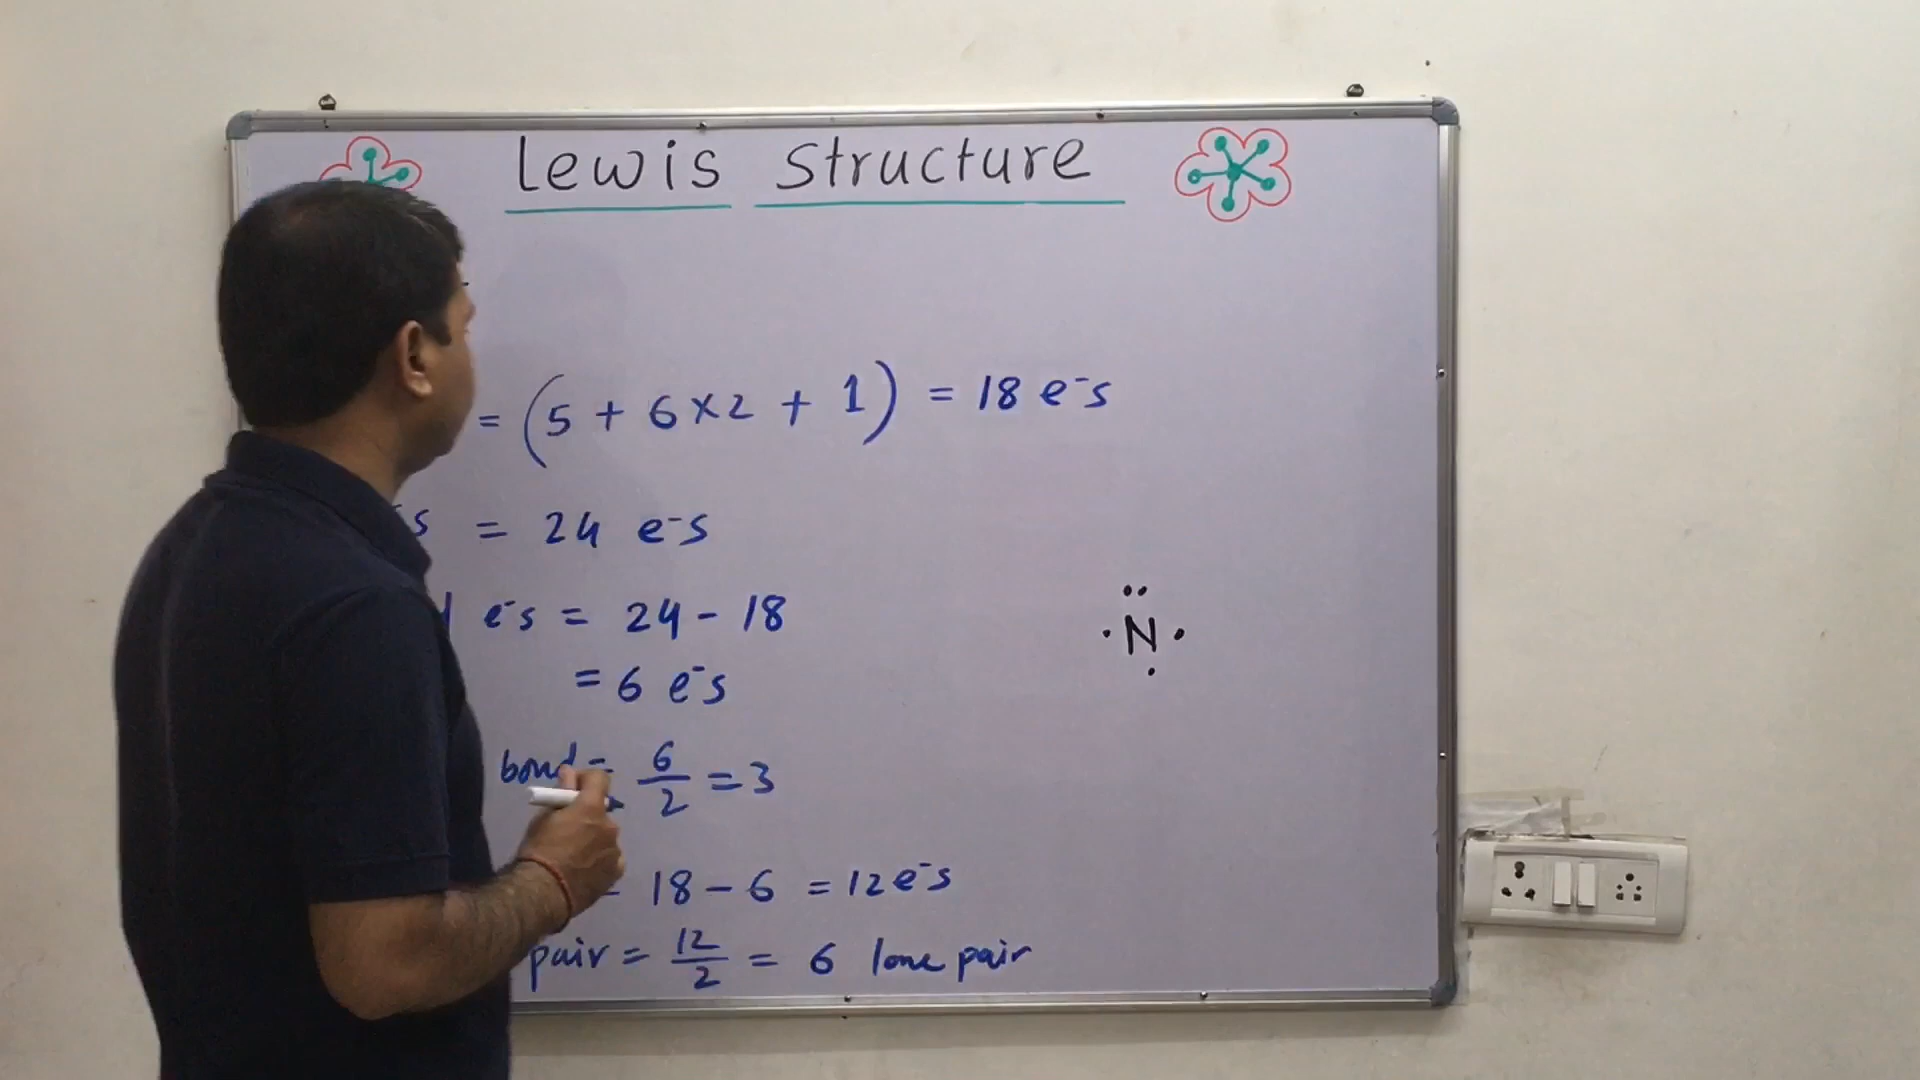 Lewis Structure
= (5 + 6×2 + 1) = 18 e⁻s
s = 24 e⁻s
e⁻s = 24 - 18
= 6 e⁻s
N
bond = 6/2 = 3
= 18 - 6 = 12 e⁻s
pair = 12/2 = 6 lone pair